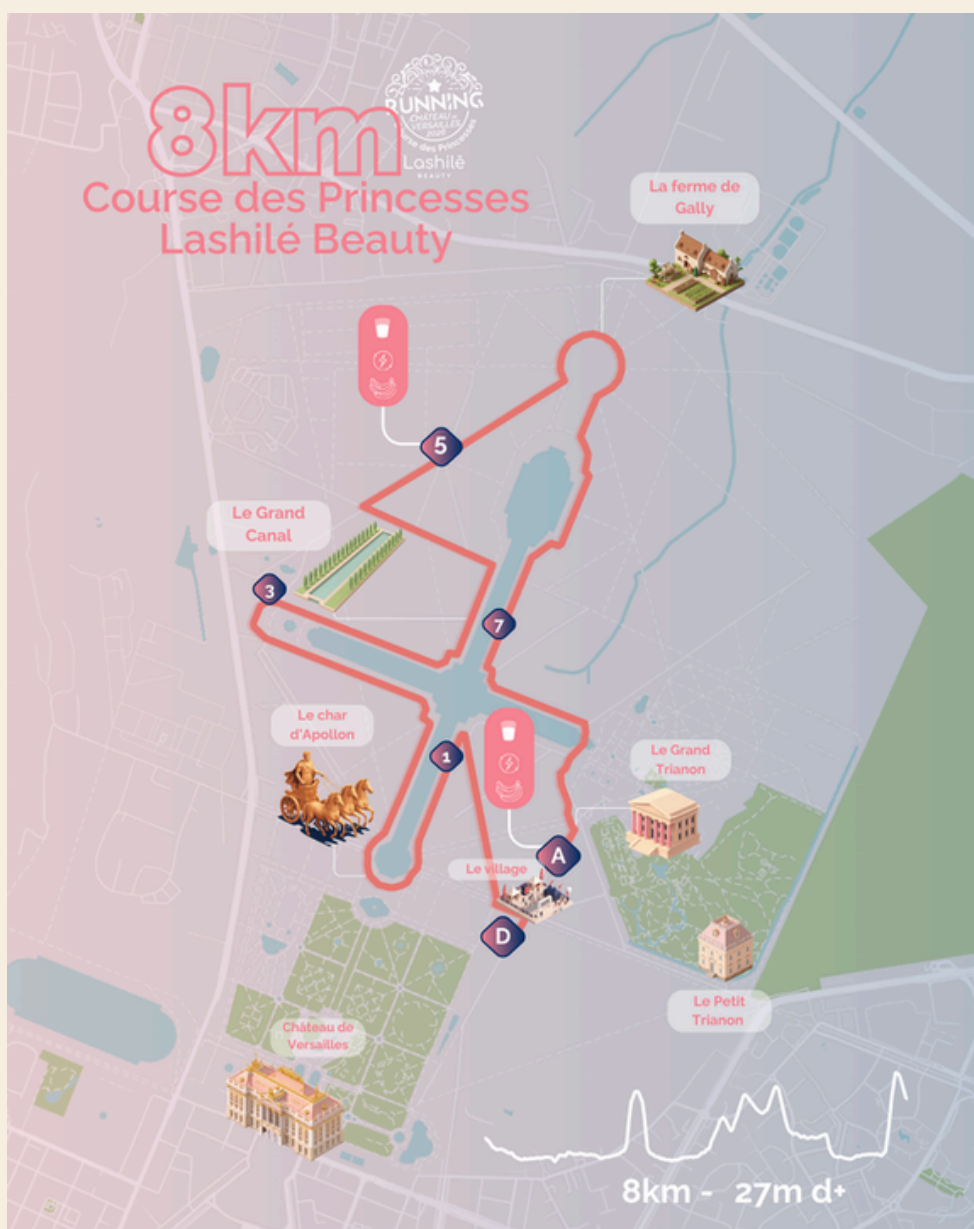 8km
RUNNING
CHÂTEAU DE
VERSAILLES
2026
Course des Princesses
Lashilé
BEAUTY
Course des Princesses
Lashilé Beauty
La ferme de
Gally
5
Le Grand
Canal
3
7
Le char
d'Apollon
1
Le Grand
Trianon
A
Le village
D
Le Petit
Trianon
Château de
Versailles
8km - 27m d+